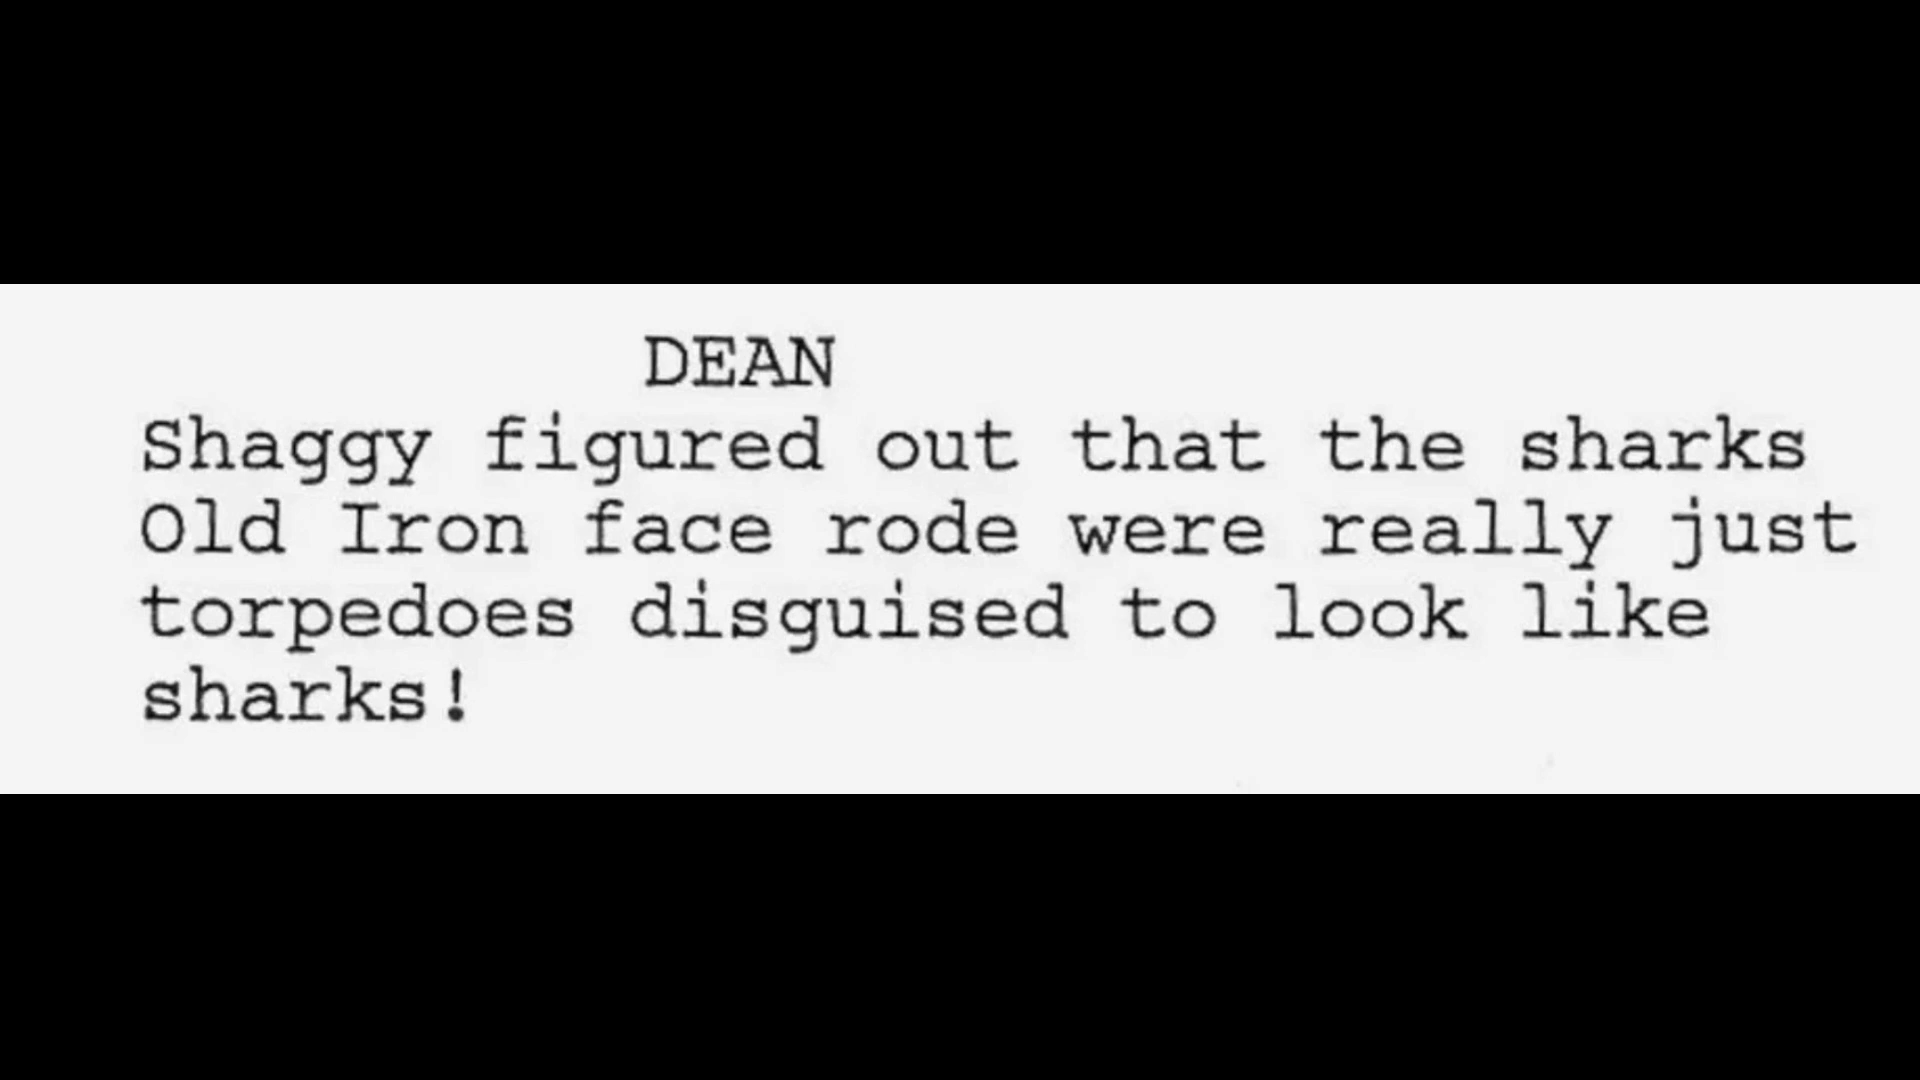 DEAN
Shaggy figured out that the sharks
Old Iron face rode were really just
torpedoes disguised to look like
sharks!